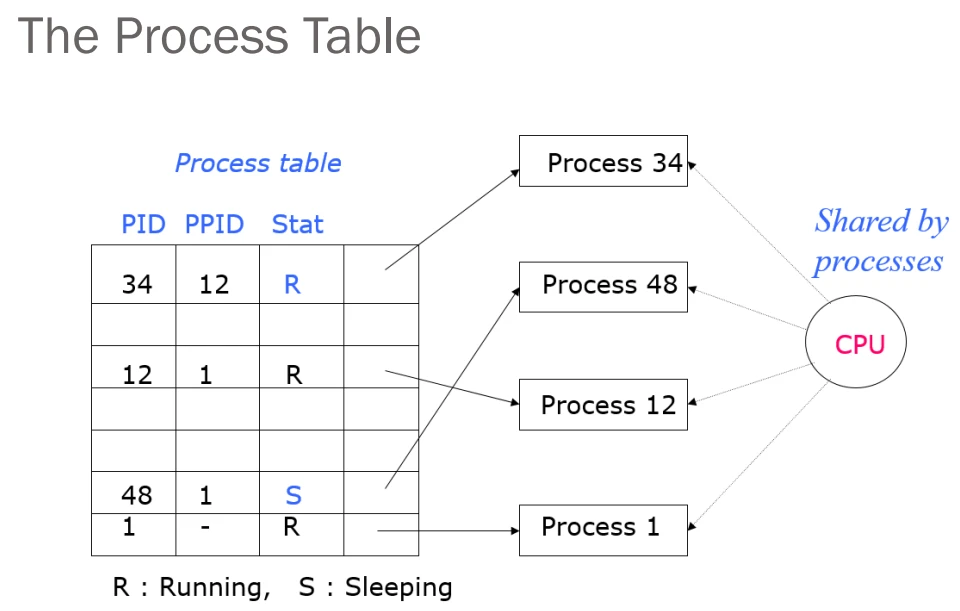 The Process Table
Process table
PID PPID Stat
34 12 R
12 1 R
48 1 S
1 - R
R : Running, S : Sleeping
Process 34
Process 48
Process 12
Process 1
Shared by
processes
CPU